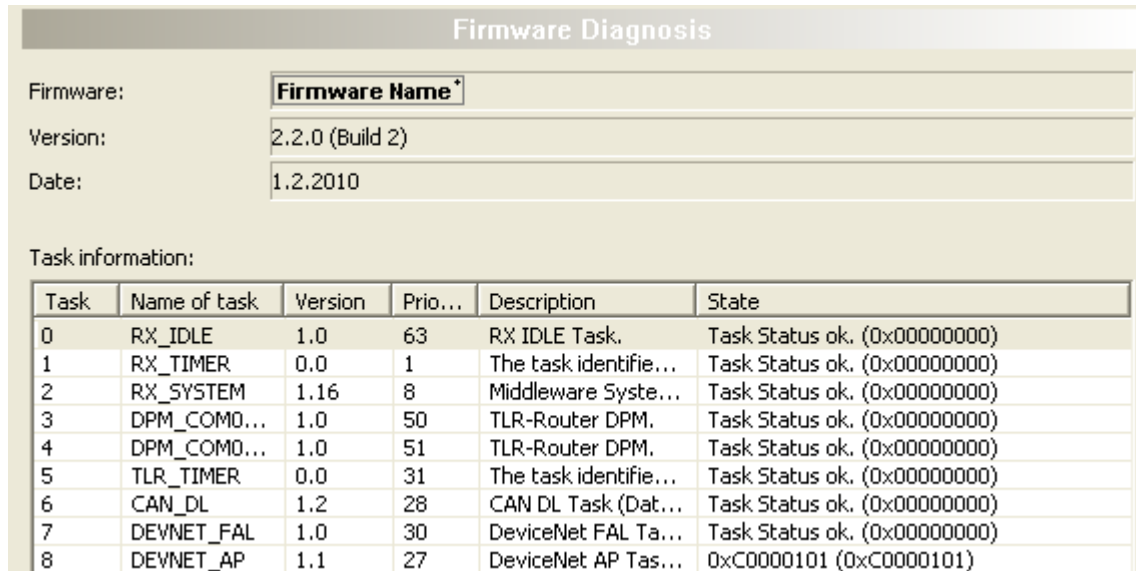 Firmware Diagnosis
Firmware: Firmware Name*
Version: 2.2.0 (Build 2)
Date: 1.2.2010
Task information:
Task Name of task Version Prio... Description State
0 RX_IDLE 1.0 63 RX IDLE Task. Task Status ok. (0x00000000)
1 RX_TIMER 0.0 1 The task identifie... Task Status ok. (0x00000000)
2 RX_SYSTEM 1.16 8 Middleware Syste... Task Status ok. (0x00000000)
3 DPM_COM0... 1.0 50 TLR-Router DPM. Task Status ok. (0x00000000)
4 DPM_COM0... 1.0 51 TLR-Router DPM. Task Status ok. (0x00000000)
5 TLR_TIMER 0.0 31 The task identifie... Task Status ok. (0x00000000)
6 CAN_DL 1.2 28 CAN DL Task (Dat... Task Status ok. (0x00000000)
7 DEVNET_FAL 1.0 30 DeviceNet FAL Ta... Task Status ok. (0x00000000)
8 DEVNET_AP 1.1 27 DeviceNet AP Tas... 0xC0000101 (0xC0000101)